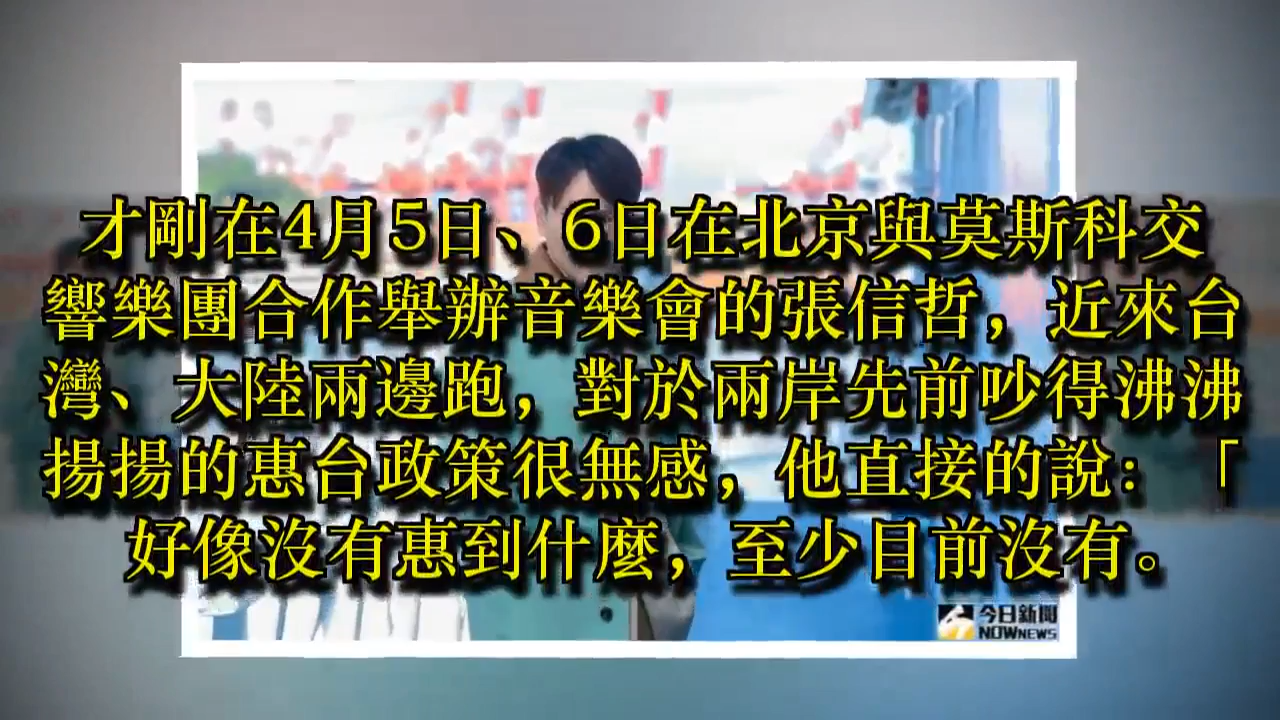 才剛在4月5日、6日在北京與莫斯科交
響樂團合作舉辦音樂會的張信哲，近來台
灣、大陸兩邊跑，對於兩岸先前吵得沸沸
揚揚的惠台政策很無感，他直接的說：「
好像沒有惠到什麼，至少目前沒有。
今日新聞
NOWNEWS